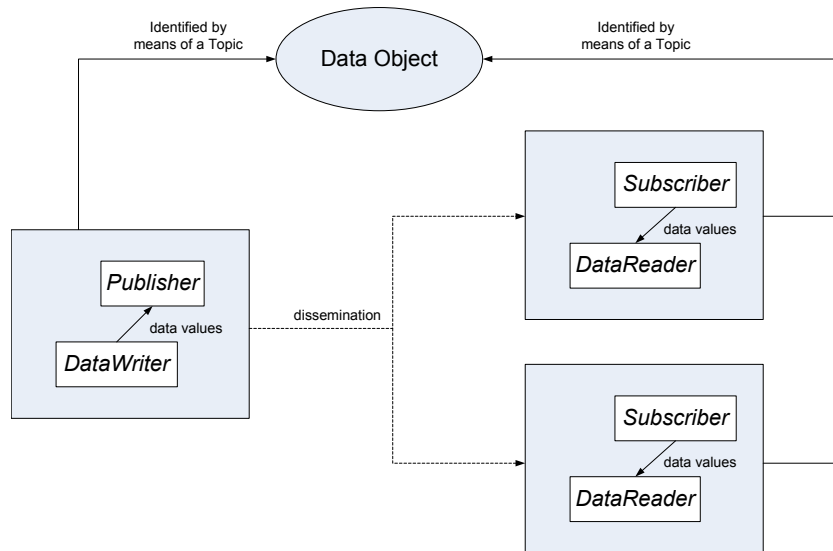 Identified by
means of a Topic
Data Object
Identified by
means of a Topic
Subscriber
data values
DataReader
Publisher
data values
DataWriter
dissemination
Subscriber
data values
DataReader